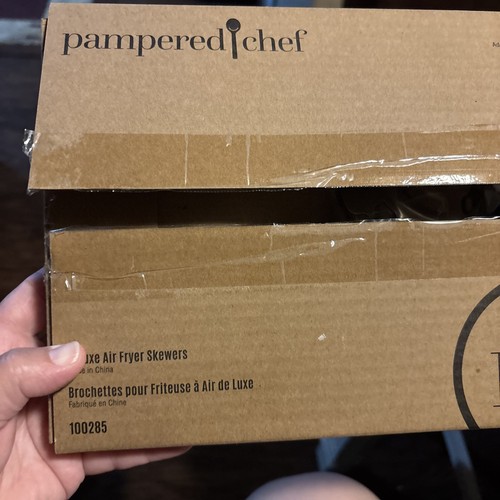 pampered chef
uxe Air Fryer Skewers
in China
Brochettes pour Friteuse à Air de Luxe
Fabriqué en Chine
100285